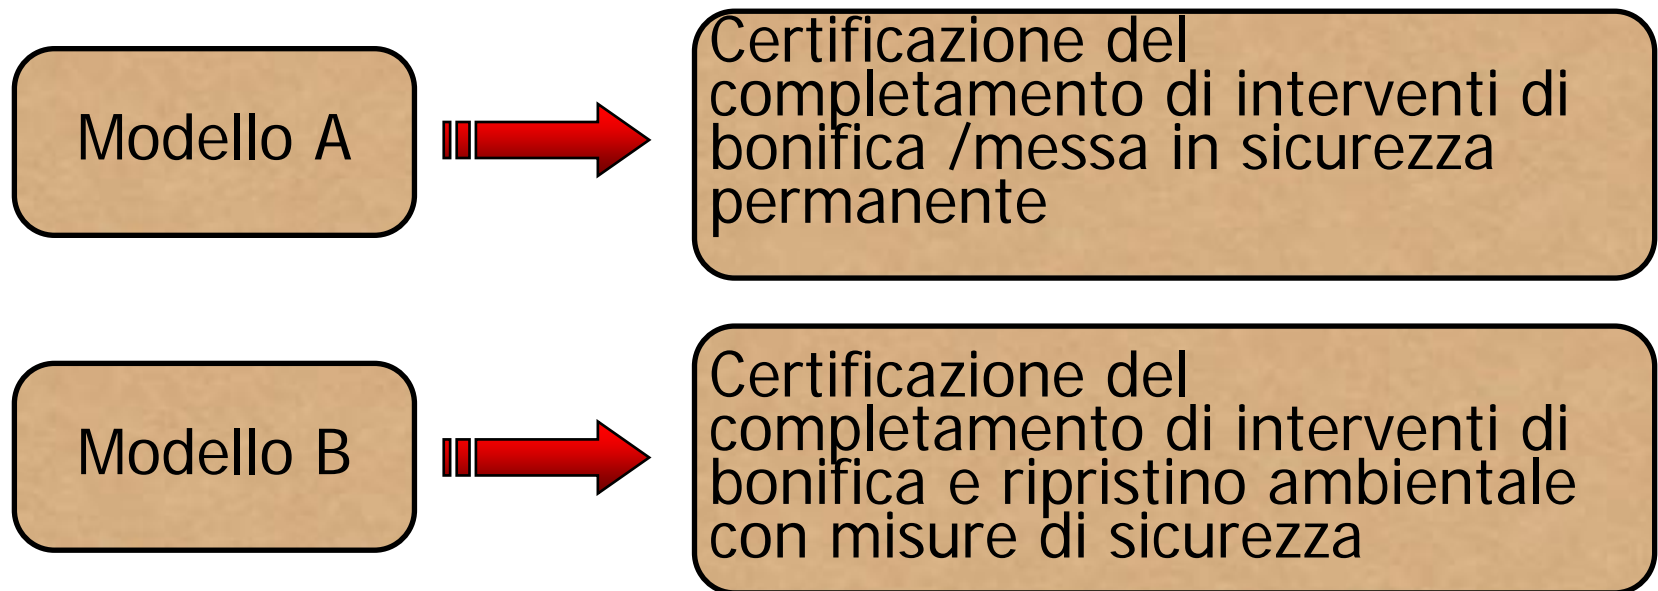 Modello A
Certificazione del
completamento di interventi di
bonifica /messa in sicurezza
permanente
Modello B
Certificazione del
completamento di interventi di
bonifica e ripristino ambientale
con misure di sicurezza